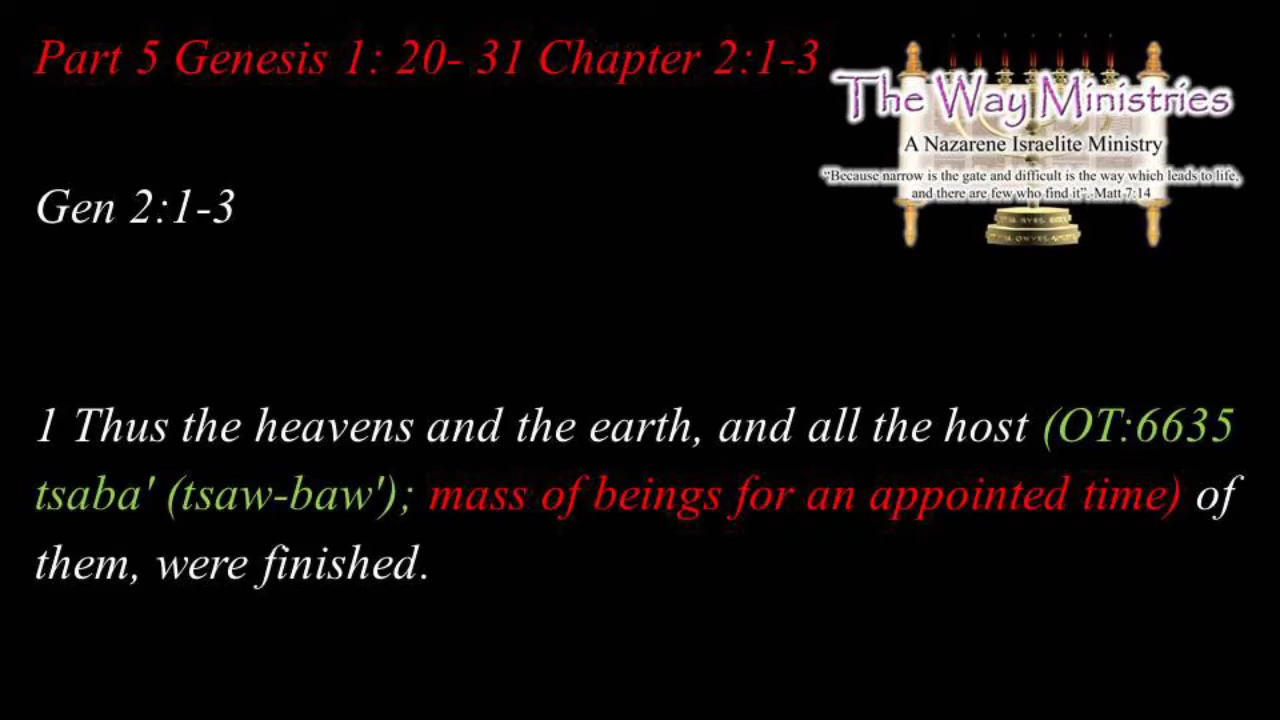 Part 5 Genesis 1: 20- 31 Chapter 2:1-3
The Way Ministries
A Nazarene Israelite Ministry
"Because narrow is the gate and difficult is the way which leads to life,
and there are few who find it". Matt 7:14
Gen 2:1-3
1 Thus the heavens and the earth, and all the host (OT:6635
tsaba' (tsaw-baw'); mass of beings for an appointed time) of
them, were finished.